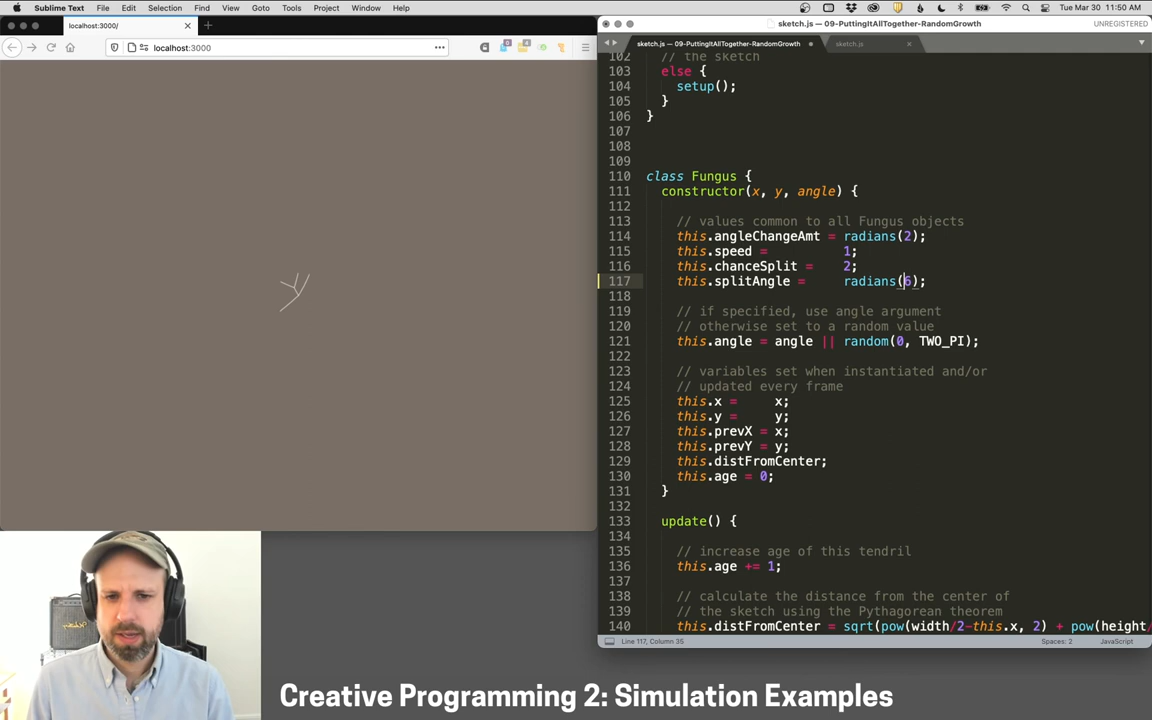 Sublime Text File Edit Selection Find View Goto Tools Project Window Help
Tue Mar 30 11:50 AM
localhost:3000/
localhost:3000
sketch.js — 09-PuttingItAllTogether-RandomGrowth
UNREGISTERED
sketch.js — 09-PuttingItAllTogether-RandomGrowth
sketch.js
102 // the sketch
103 else {
104 setup();
105 }
106 }
107
108
109
110 class Fungus {
111 constructor(x, y, angle) {
112
113 // values common to all Fungus objects
114 this.angleChangeAmt = radians(2);
115 this.speed = 1;
116 this.chanceSplit = 2;
117 this.splitAngle = radians(6);
118
119 // if specified, use angle argument
120 // otherwise set to a random value
121 this.angle = angle || random(0, TWO_PI);
122
123 // variables set when instantiated and/or
124 // updated every frame
125 this.x = x;
126 this.y = y;
127 this.prevX = x;
128 this.prevY = y;
129 this.distFromCenter;
130 this.age = 0;
131 }
132
133 update() {
134
135 // increase age of this tendril
136 this.age += 1;
137
138 // calculate the distance from the center of
139 // the sketch using the Pythagorean theorem
140 this.distFromCenter = sqrt(pow(width/2-this.x, 2) + pow(height/
Line 117, Column 35
Spaces: 2
JavaScript
Creative Programming 2: Simulation Examples